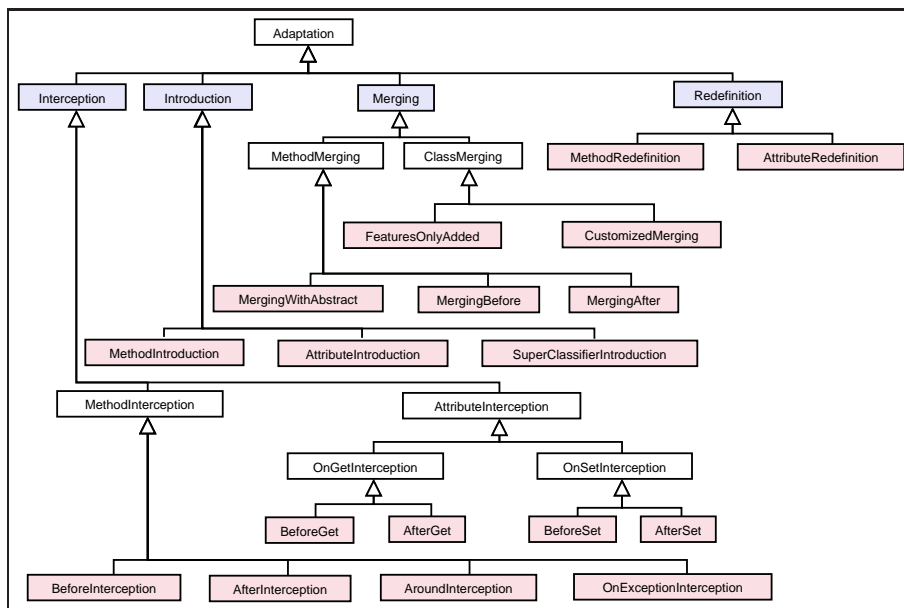 Adaptation
Interception
Introduction
Merging
Redefinition
MethodMerging
ClassMerging
MethodRedefinition
AttributeRedefinition
FeaturesOnlyAdded
CustomizedMerging
MergingWithAbstract
MergingBefore
MergingAfter
MethodIntroduction
AttributeIntroduction
SuperClassifierIntroduction
MethodInterception
AttributeInterception
OnGetInterception
OnSetInterception
BeforeGet
AfterGet
BeforeSet
AfterSet
BeforeInterception
AfterInterception
AroundInterception
OnExceptionInterception